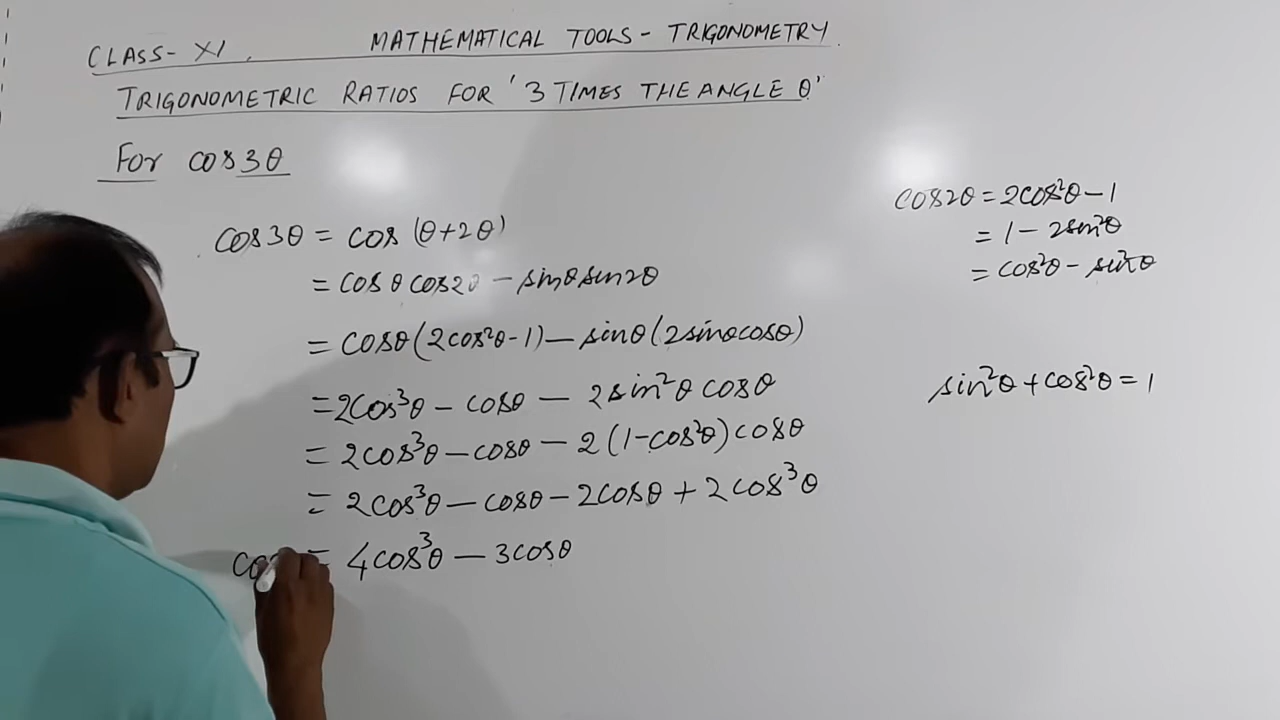 CLASS- XI, MATHEMATICAL TOOLS - TRIGONOMETRY
TRIGONOMETRIC RATIOS FOR '3 TIMES THE ANGLE θ'
For cos3θ
cos3θ = cos (θ+2θ)
= cosθ cos2θ - sinθ sin2θ
= cosθ(2cos²θ-1) - sinθ(2sinθcosθ)
=2cos³θ - cosθ - 2sin²θ cosθ
= 2cos³θ - cosθ - 2(1-cos²θ)cosθ
= 2cos³θ - cosθ - 2cosθ + 2cos³θ
= 4cos³θ - 3cosθ
cos2θ = 2cos²θ-1
= 1 - 2sin²θ
= cos²θ - sin²θ
sin²θ + cos²θ = 1